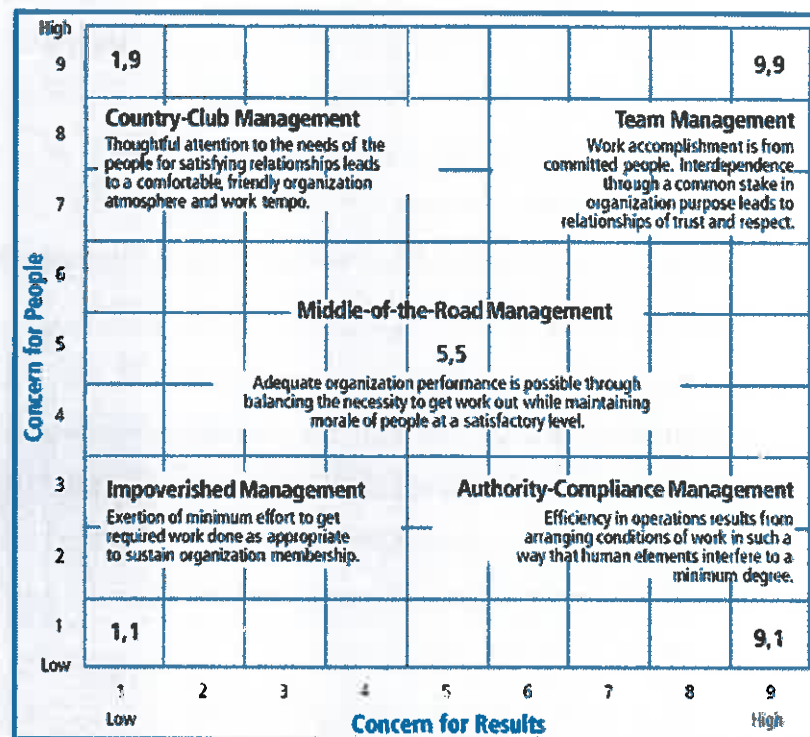 High
9
1,9
9,9
Country-Club Management
Thoughtful attention to the needs of the
people for satisfying relationships leads
to a comfortable, friendly organization
atmosphere and work tempo.
Team Management
Work accomplishment is from
committed people. Interdependence
through a common stake in
organization purpose leads to
relationships of trust and respect.
8
7
6
Concern for People
Middle-of-the-Road Management
5
5,5
Adequate organization performance is possible through
balancing the necessity to get work out while maintaining
morale of people at a satisfactory level.
4
3
Impoverished Management
Exertion of minimum effort to get
required work done as appropriate
to sustain organization membership.
Authority-Compliance Management
Efficiency in operations results from
arranging conditions of work in such a
way that human elements interfere to a
minimum degree.
2
1
1,1
9,1
Low
1 2 3 4 5 6 7 8 9
Low
Concern for Results
High